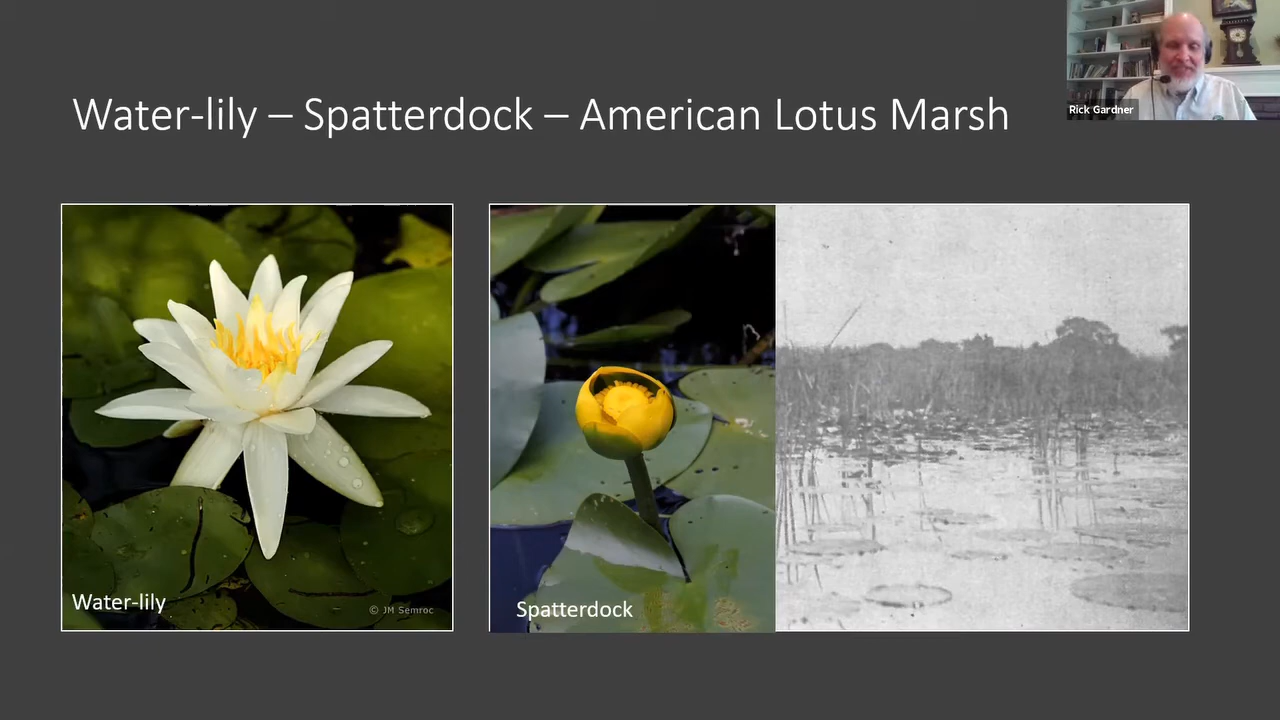 Water-lily – Spatterdock – American Lotus Marsh
Rick Gardner
Water-lily
© JM Semroc
Spatterdock